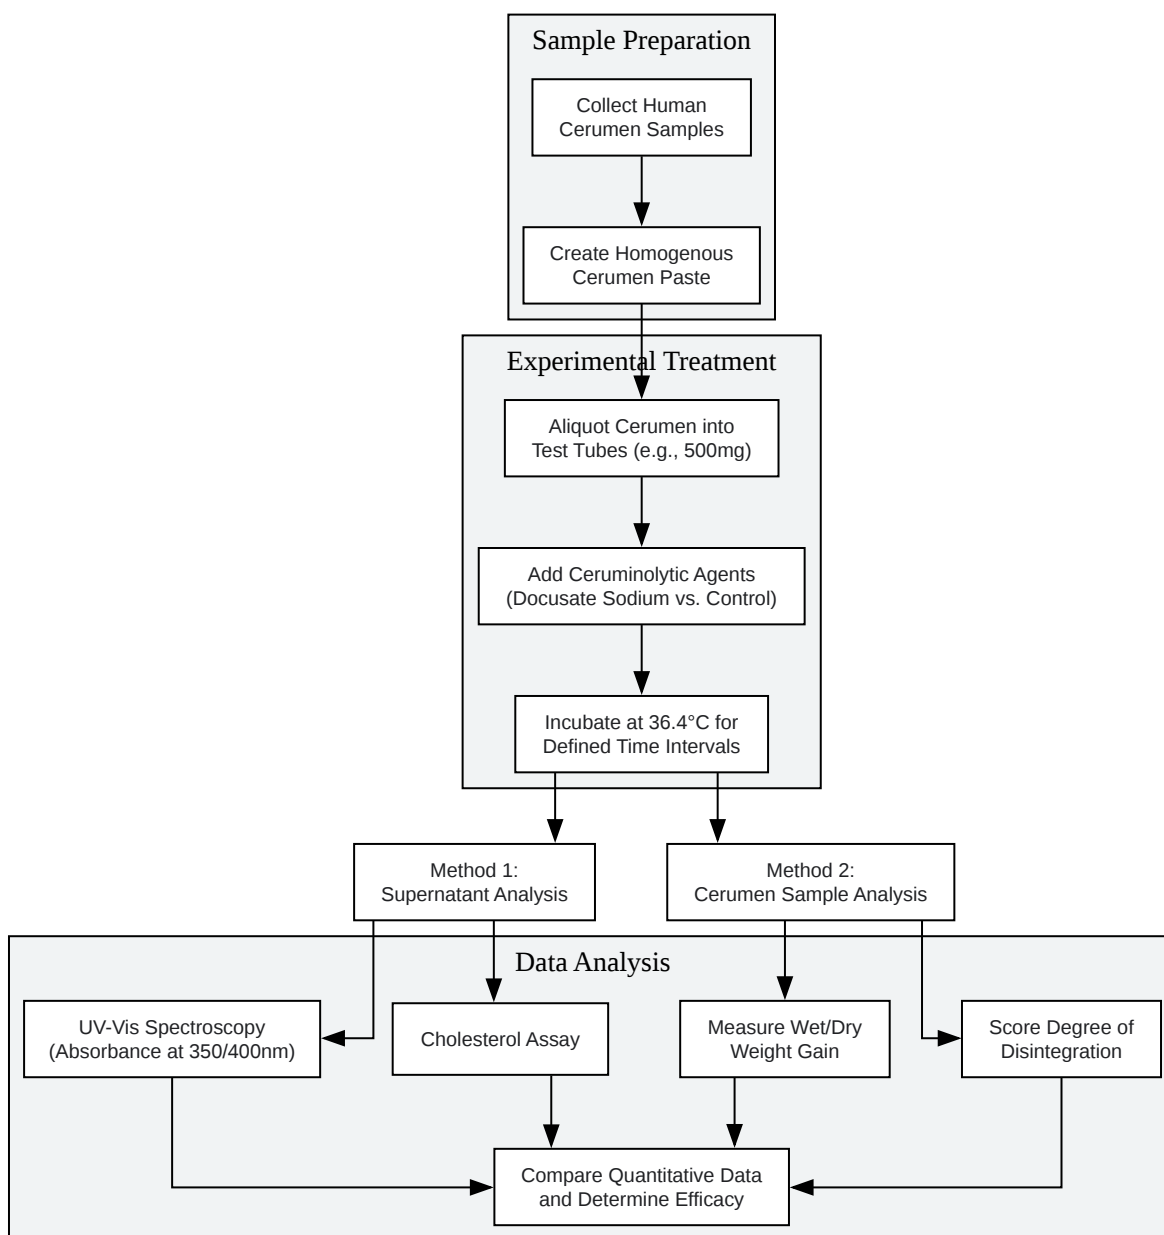 Sample Preparation
Collect Human
Cerumen Samples
Create Homogenous
Cerumen Paste
Experimental Treatment
Aliquot Cerumen into
Test Tubes (e.g., 500mg)
Add Ceruminolytic Agents
(Docusate Sodium vs. Control)
Incubate at 36.4°C for
Defined Time Intervals
Method 1:
Supernatant Analysis
Method 2:
Cerumen Sample Analysis
Data Analysis
UV-Vis Spectroscopy
(Absorbance at 350/400nm)
Cholesterol Assay
Measure Wet/Dry
Weight Gain
Score Degree of
Disintegration
Compare Quantitative Data
and Determine Efficacy